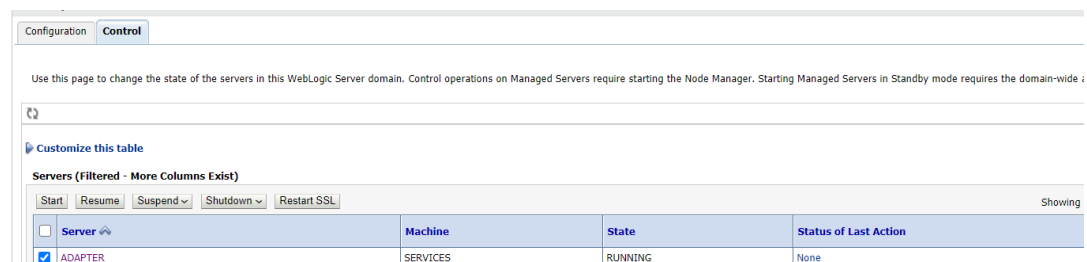 Configuration Control
Use this page to change the state of the servers in this WebLogic Server domain. Control operations on Managed Servers require starting the Node Manager. Starting Managed Servers in Standby mode requires the domain-wide a
Customize this table
Servers (Filtered - More Columns Exist)
Start Resume Suspend Shutdown Restart SSL Showing
Server Machine State Status of Last Action
ADAPTER SERVICES RUNNING None